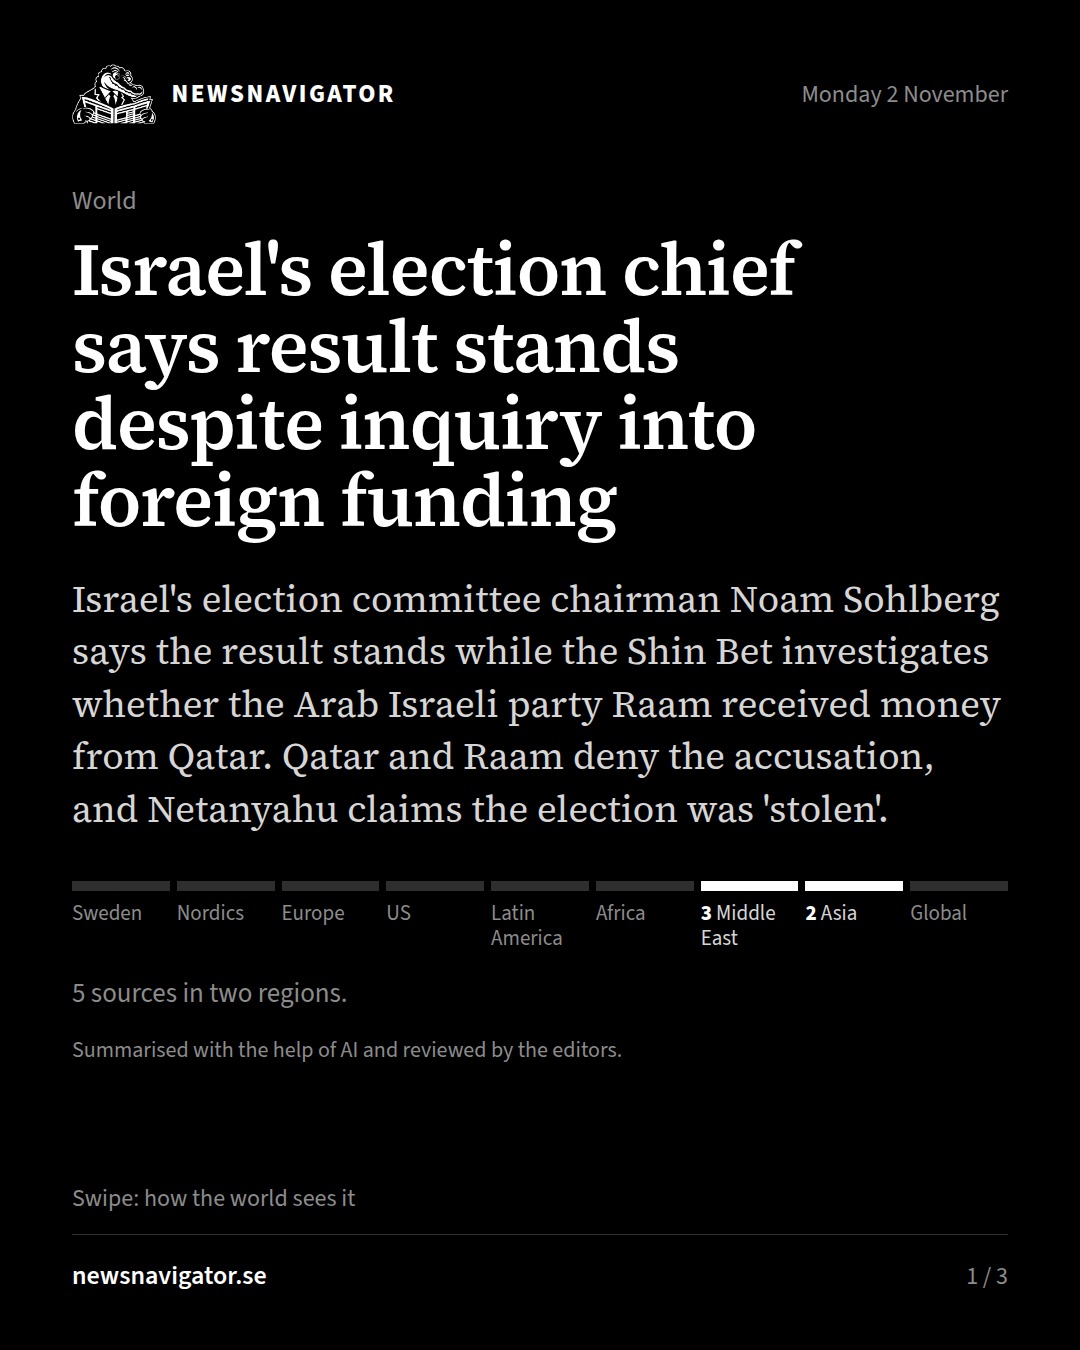 NEWSNAVIGATOR
Monday 2 November
World
Israel's election chief
says result stands
despite inquiry into
foreign funding
Israel's election committee chairman Noam Sohlberg
says the result stands while the Shin Bet investigates
whether the Arab Israeli party Raam received money
from Qatar. Qatar and Raam deny the accusation,
and Netanyahu claims the election was 'stolen'.
Sweden
Nordics
Europe
US
Latin
America
Africa
3 Middle
East
2 Asia
Global
5 sources in two regions.
Summarised with the help of AI and reviewed by the editors.
Swipe: how the world sees it
newsnavigator.se
1 / 3